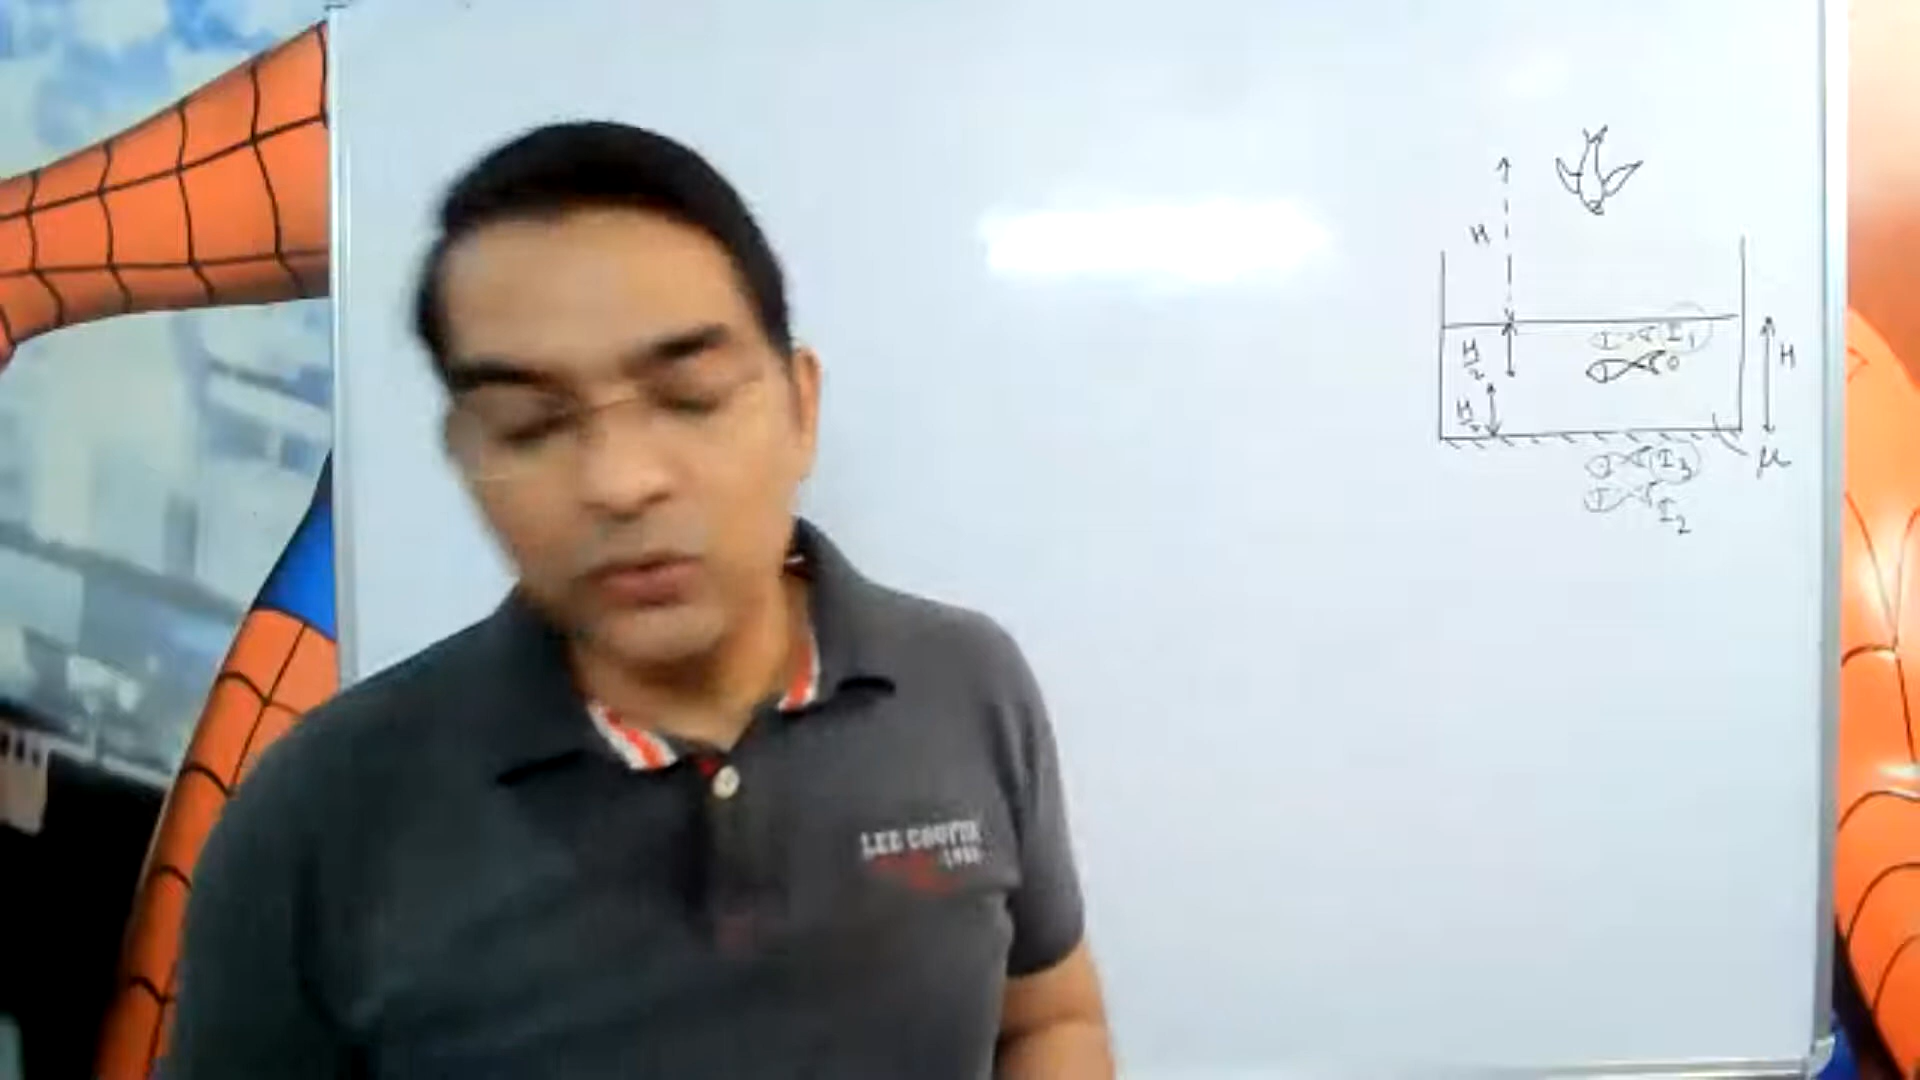 H
I₁
H/2
O
H
H/2
I₃
μ
I₂
LEE COOPER